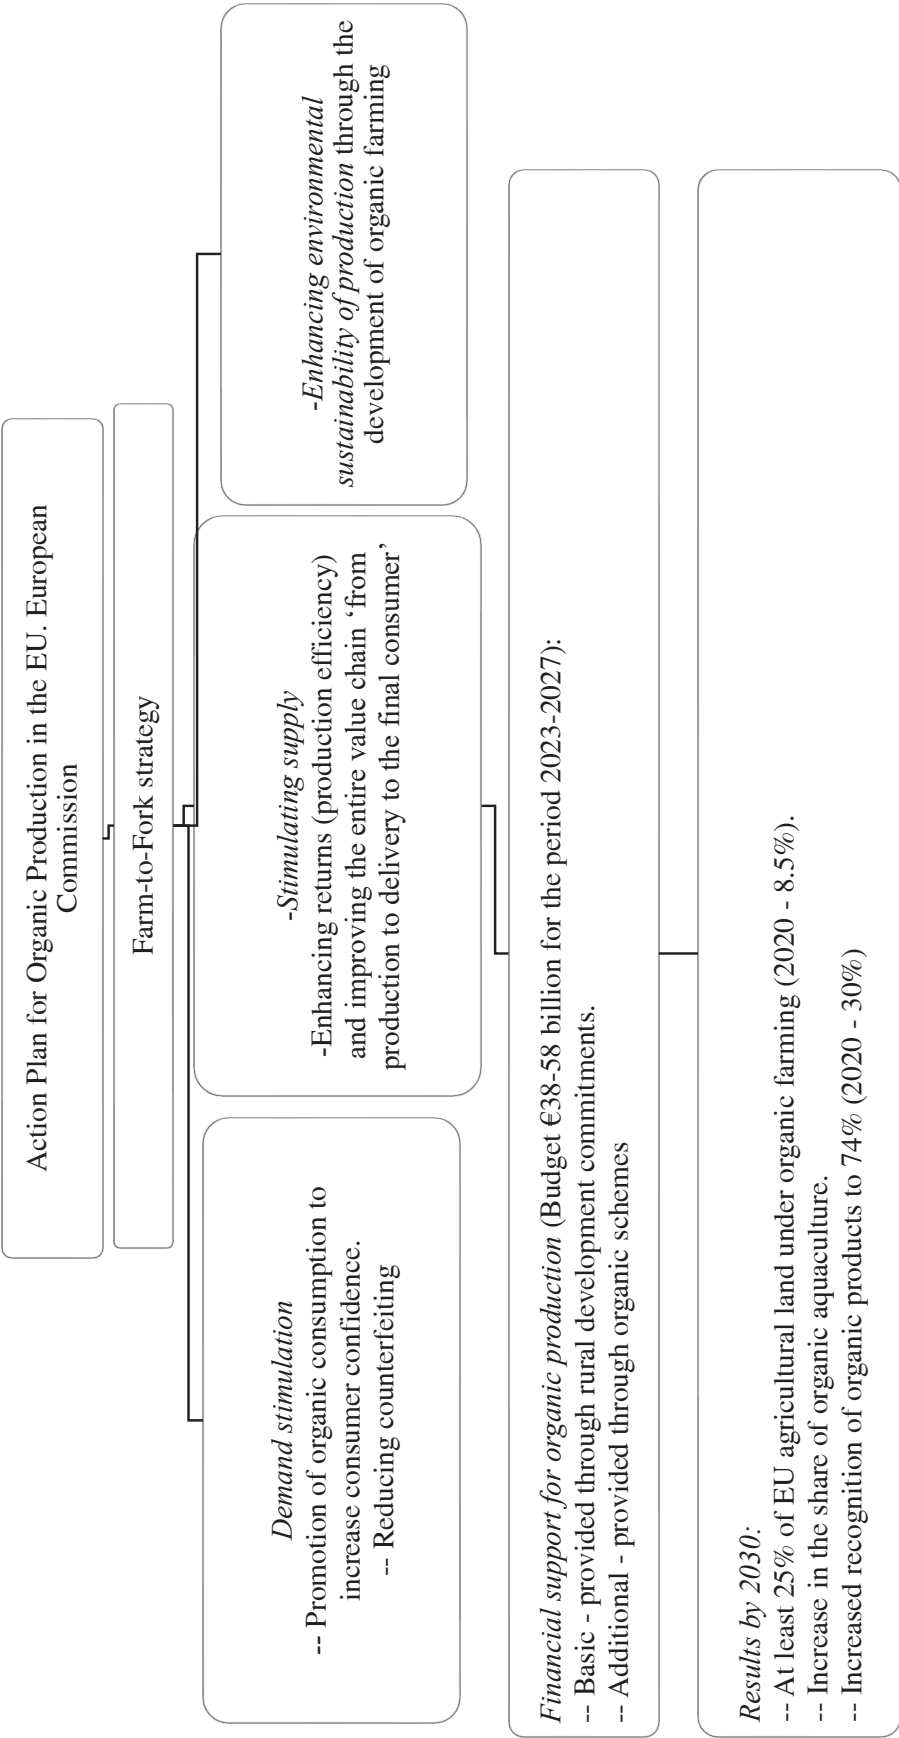 Action Plan for Organic Production in the EU. European
Commission
Farm-to-Fork strategy
Demand stimulation
-- Promotion of organic consumption to
increase consumer confidence.
-- Reducing counterfeiting
-Stimulating supply
-Enhancing returns (production efficiency)
and improving the entire value chain ‘from
production to delivery to the final consumer’
-Enhancing environmental
sustainability of production through the
development of organic farming
Financial support for organic production (Budget €38-58 billion for the period 2023-2027):
-- Basic - provided through rural development commitments.
-- Additional - provided through organic schemes
Results by 2030:
-- At least 25% of EU agricultural land under organic farming (2020 - 8.5%).
-- Increase in the share of organic aquaculture.
-- Increased recognition of organic products to 74% (2020 - 30%)